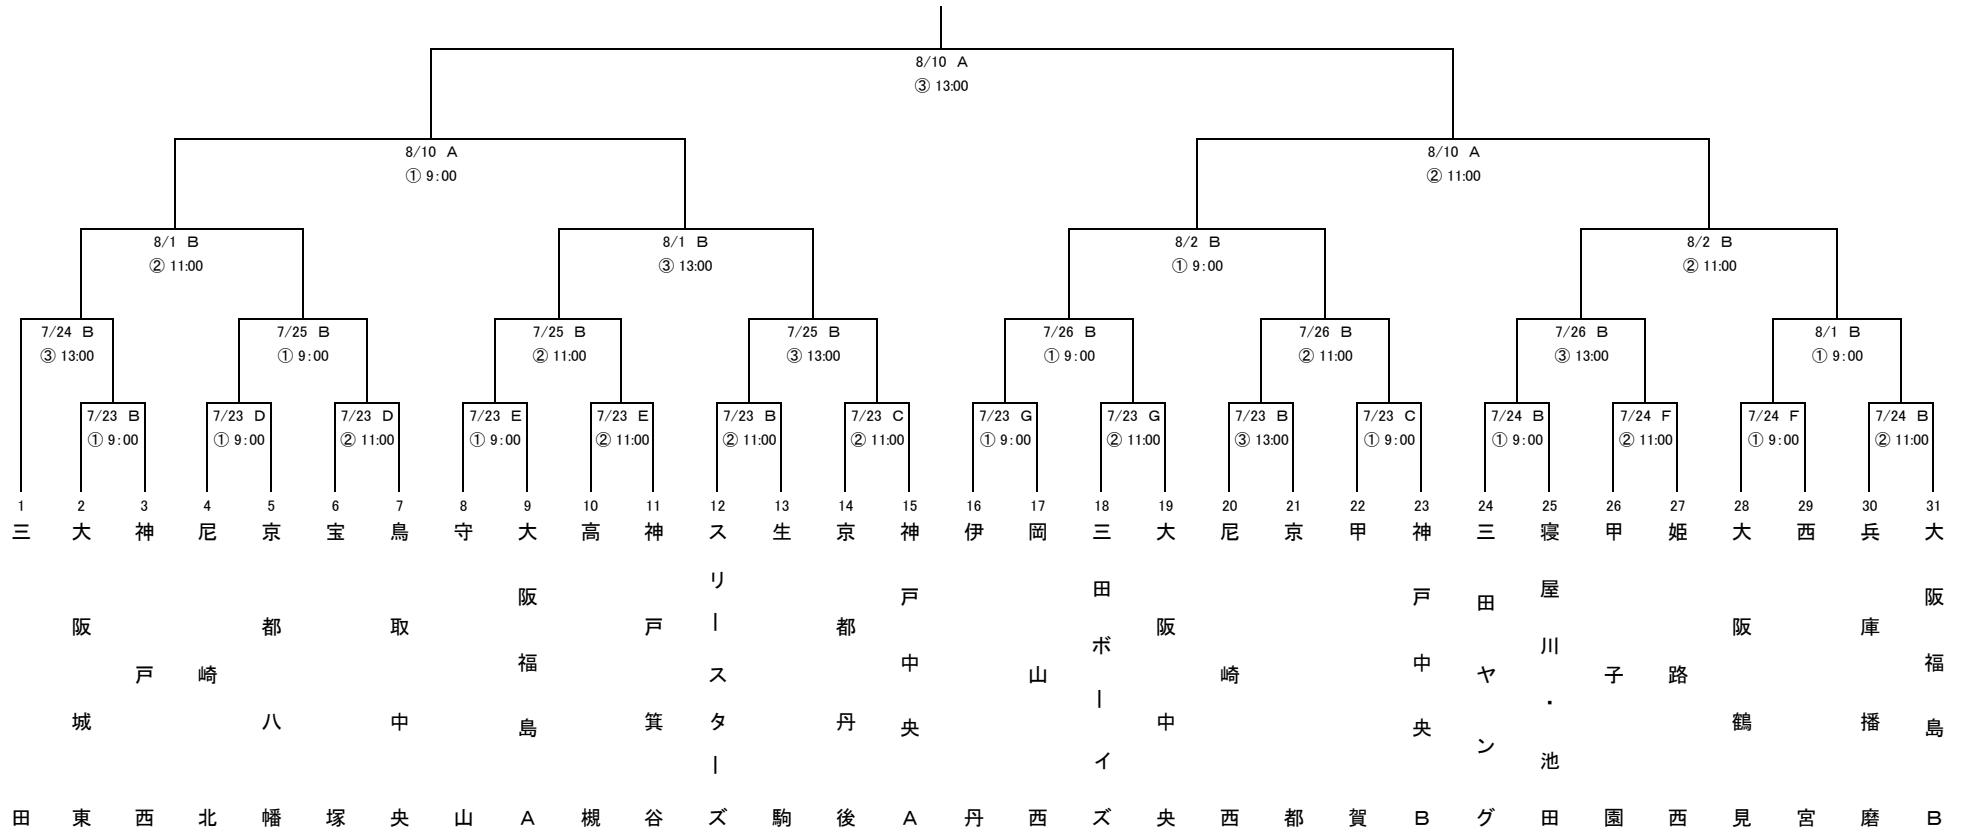 8/10 A
③ 13:00
8/10 A
① 9:00
8/10 A
② 11:00
8/1 B
② 11:00
8/1 B
③ 13:00
8/2 B
① 9:00
8/2 B
② 11:00
7/24 B
③ 13:00
7/25 B
① 9:00
7/25 B
② 11:00
7/25 B
③ 13:00
7/26 B
① 9:00
7/26 B
② 11:00
7/26 B
③ 13:00
8/1 B
① 9:00
7/23 B
① 9:00
7/23 D
① 9:00
7/23 D
② 11:00
7/23 E
① 9:00
7/23 E
② 11:00
7/23 B
② 11:00
7/23 C
② 11:00
7/23 G
① 9:00
7/23 G
② 11:00
7/23 B
③ 13:00
7/23 C
① 9:00
7/24 B
① 9:00
7/24 F
② 11:00
7/24 F
① 9:00
7/24 B
② 11:00
1
三田
2
大阪城東
3
神戸西
4
尼崎北
5
京都八幡
6
宝塚
7
鳥取中央
8
守山
9
大阪福島A
10
高槻
11
神戸箕谷
12
スリースターズ
13
生駒
14
京都丹後
15
神戸中央A
16
伊丹
17
岡山西
18
三田ボーイズ
19
大阪中央
20
尼崎西
21
京都
22
甲賀
23
神戸中央B
24
三田ヤング
25
寝屋川・池田
26
甲子園
27
姫路西
28
大阪鶴見
29
西宮
30
兵庫播磨
31
大阪福島B